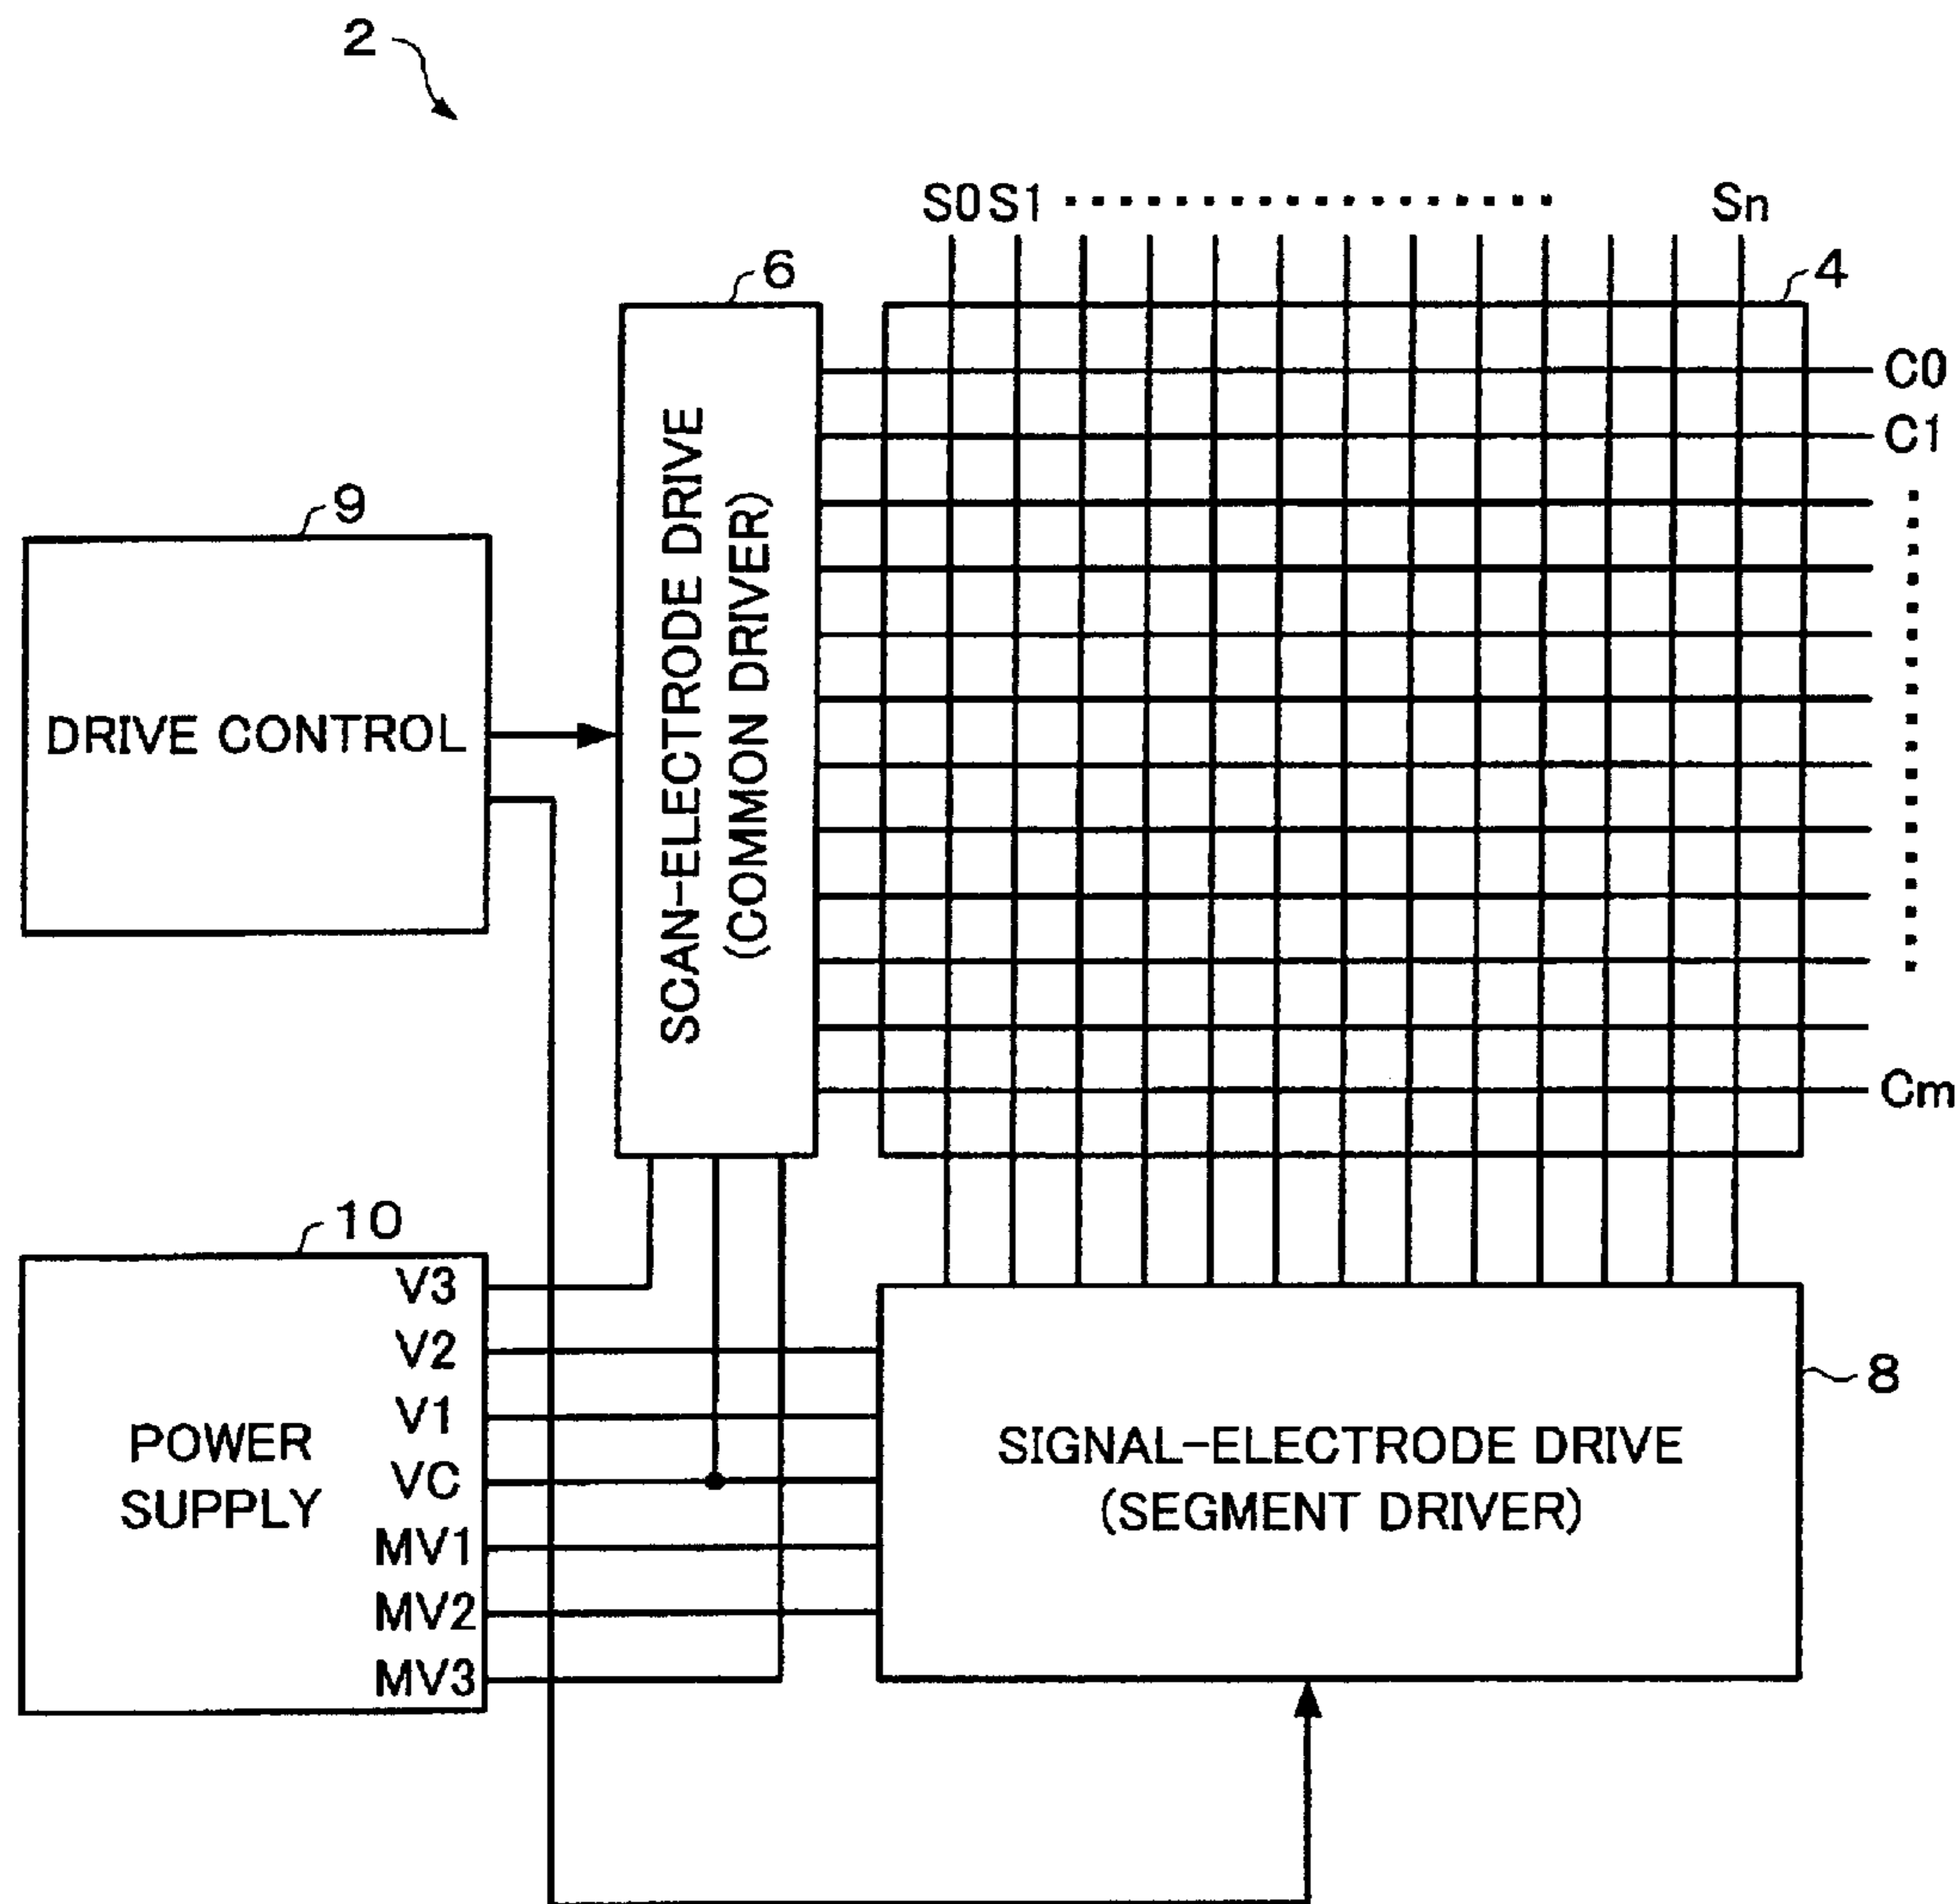 2
S0 S1 Sn
6
4
C0
C1
9
SCAN-ELECTRODE DRIVE
(COMMON DRIVER)
DRIVE CONTROL
Cm
10
V3
V2
V1
VC
MV1
MV2
MV3
POWER
SUPPLY
8
SIGNAL-ELECTRODE DRIVE
(SEGMENT DRIVER)